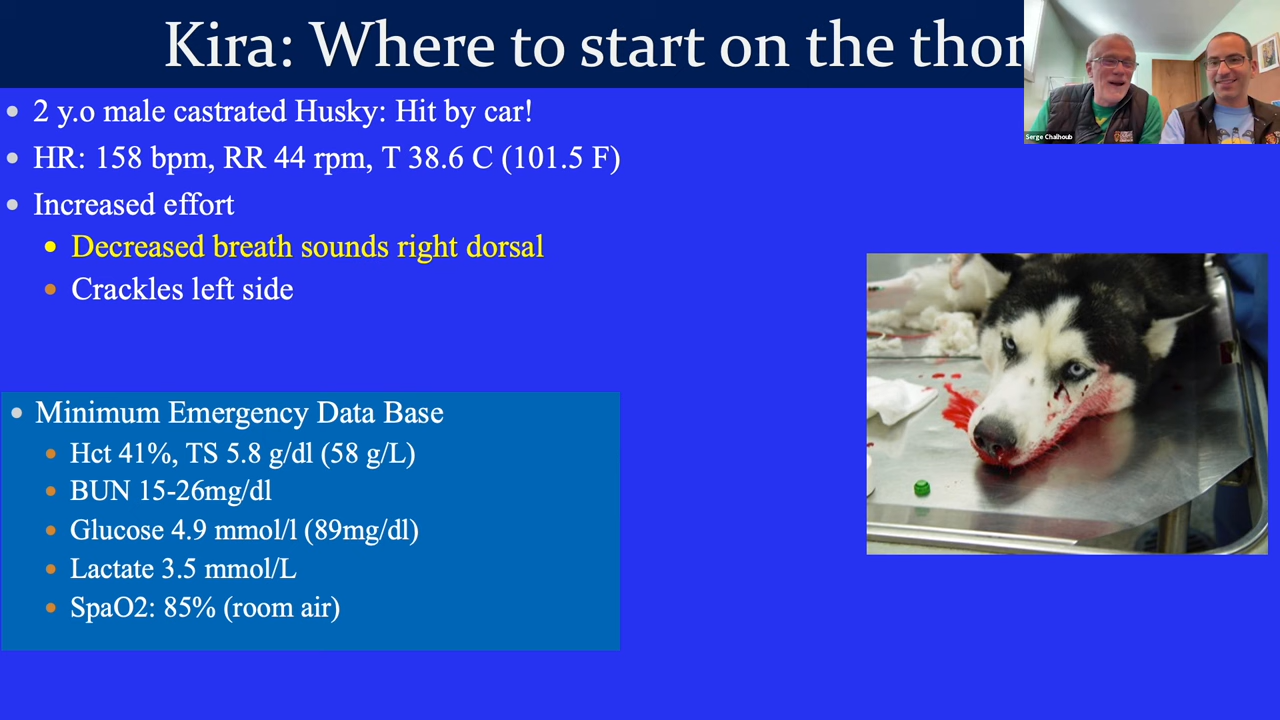 Kira: Where to start on the thor
Serge Chalhoub
2 y.o male castrated Husky: Hit by car!
HR: 158 bpm, RR 44 rpm, T 38.6 C (101.5 F)
Increased effort
Decreased breath sounds right dorsal
Crackles left side
Minimum Emergency Data Base
Hct 41%, TS 5.8 g/dl (58 g/L)
BUN 15-26mg/dl
Glucose 4.9 mmol/l (89mg/dl)
Lactate 3.5 mmol/L
SpaO2: 85% (room air)